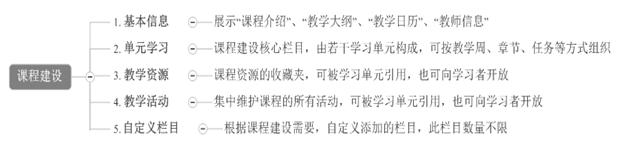 课程建设
1. 基本信息 展示“课程介绍”、“教学大纲”、“教学日历”、“教师信息”
2. 单元学习 课程建设核心栏目，由若干学习单元构成，可按教学周、章节、任务等方式组织
3. 教学资源 课程资源的收藏夹，可被学习单元引用，也可向学习者开放
4. 教学活动 集中维护课程的所有活动，可被学习单元引用，也可向学习者开放
5. 自定义栏目 根据课程建设需要，自定义添加的栏目，此栏目数量不限